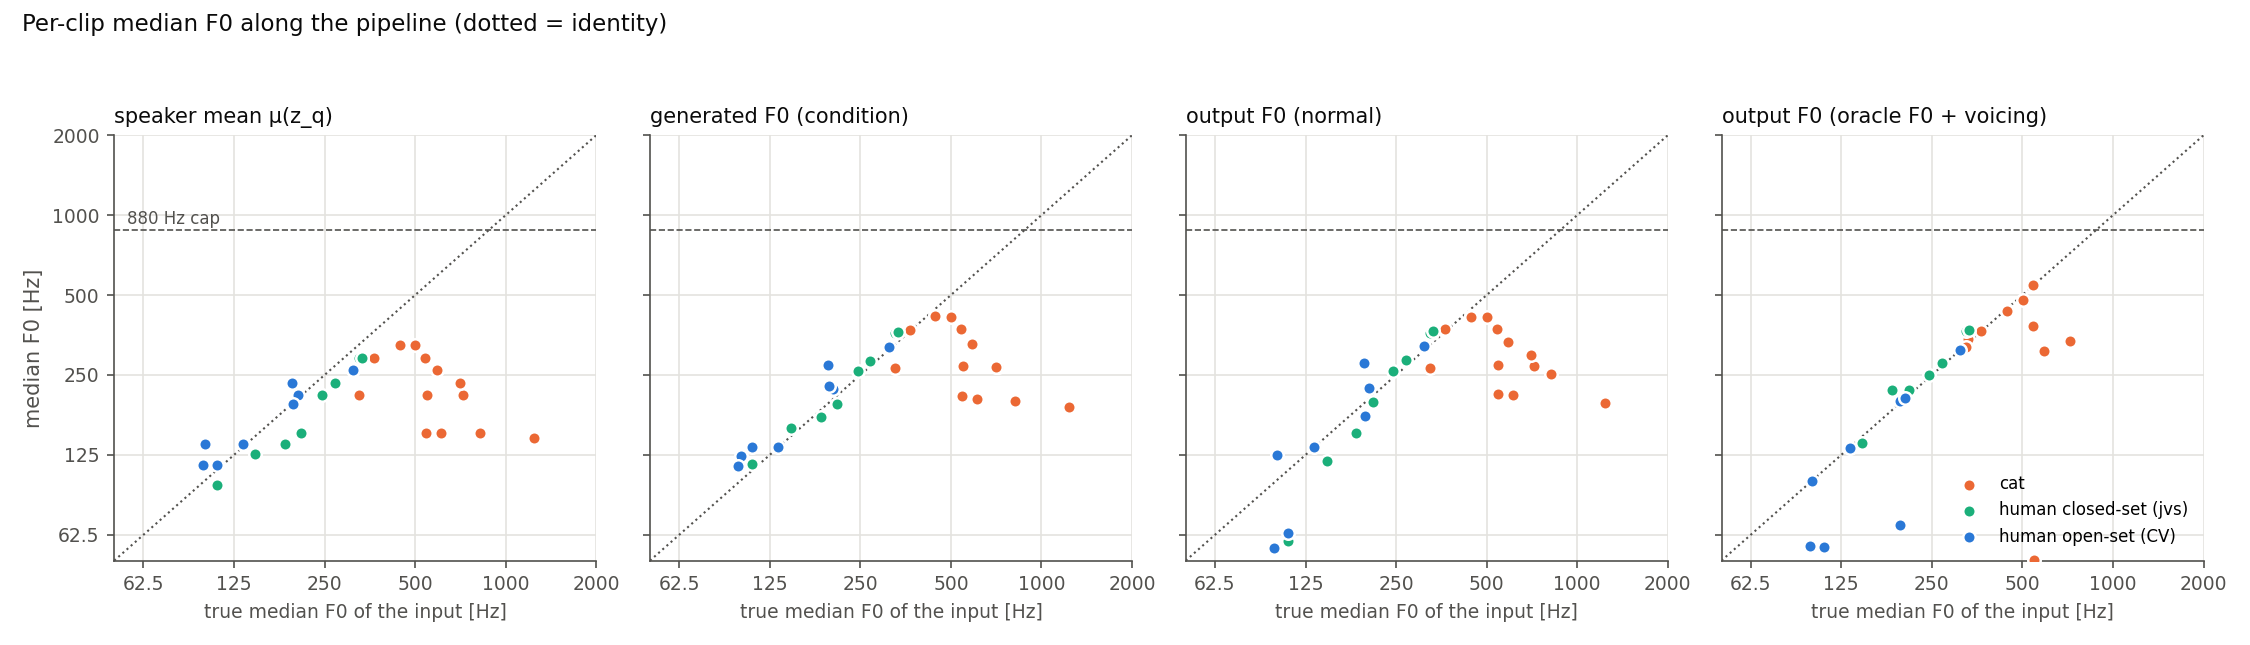 Per-clip median F0 along the pipeline (dotted = identity)
speaker mean μ(z_q)
generated F0 (condition)
output F0 (normal)
output F0 (oracle F0 + voicing)
median F0 [Hz]
2000
1000
500
250
125
62.5
880 Hz cap
cat
human closed-set (jvs)
human open-set (CV)
62.5 125 250 500 1000 2000
62.5 125 250 500 1000 2000
62.5 125 250 500 1000 2000
62.5 125 250 500 1000 2000
true median F0 of the input [Hz]
true median F0 of the input [Hz]
true median F0 of the input [Hz]
true median F0 of the input [Hz]